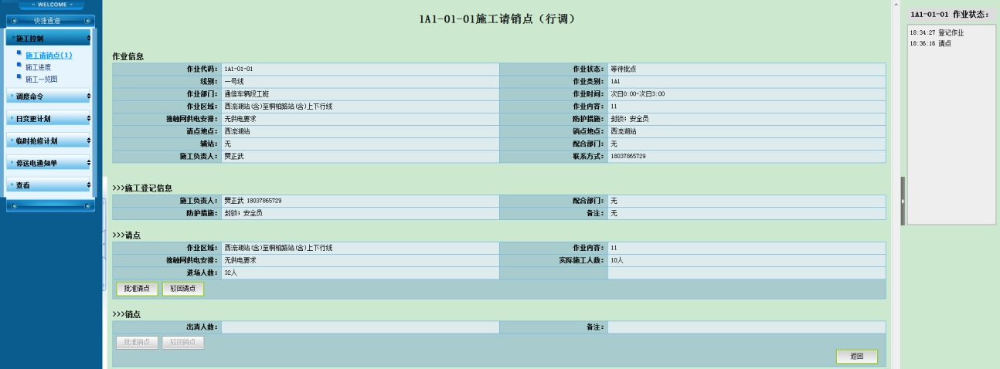 - WELCOME -
快捷通道
施工控制
施工请销点(1)
施工进度
施工一览图
调度命令
日变更计划
临时抢修计划
停送电通知单
查看
1A1-01-01施工请销点（行调）
作业信息
作业代码： 1A1-01-01 作业状态： 等待批点
线别： 一号线 作业类别： 1A1
作业部门： 通信车辆段工班 作业时间： 次日0:00-次日3:00
作业区域： 西流湖站(含)至桐柏路站(含)上下行线 作业内容： 11
接触网供电安排： 无供电要求 防护措施： 封锁；安全员
请点地点： 西流湖站 销点地点： 西流湖站
辅站： 无 配合部门： 无
施工负责人： 贾正武 联系方式： 18037865729
>>>施工登记信息
施工负责人： 贾正武 18037865729 配合部门： 无
防护措施： 封锁；安全员 备注： 无
>>>请点
作业区域： 西流湖站(含)至桐柏路站(含)上下行线 作业内容： 11
接触网供电安排： 无供电要求 实际施工人数： 10人
进场人数： 32人
批准请点 驳回请点
>>>销点
出清人数： 备注：
批准销点 驳回销点
返回
1A1-01-01 作业状态：
18:34:27 登记作业
18:36:16 请点